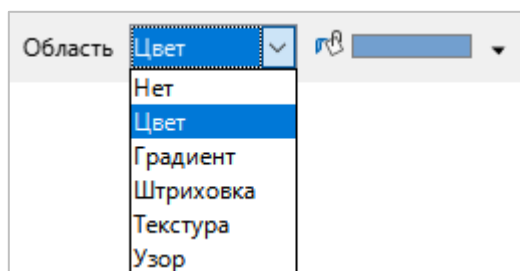 Область Цвет
Нет
Цвет
Градиент
Штриховка
Текстура
Узор